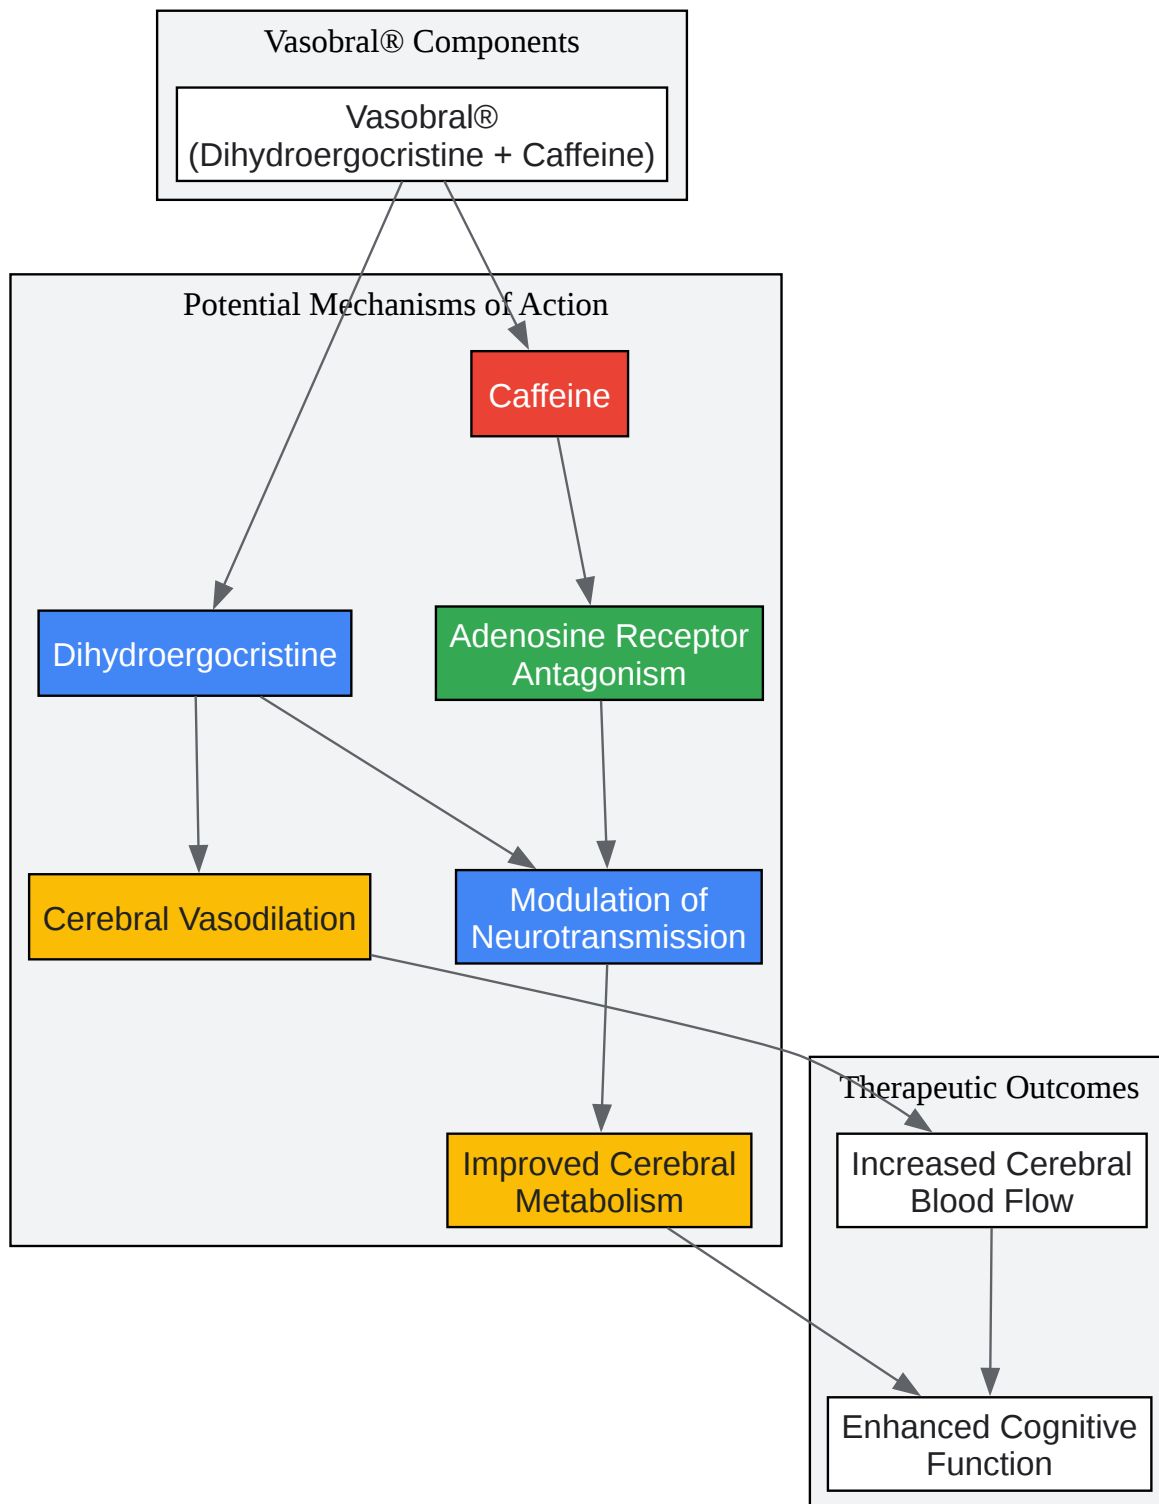 Vasobral® Components
Vasobral®
(Dihydroergocristine + Caffeine)
Potential Mechanisms of Action
Caffeine
Dihydroergocristine
Adenosine Receptor
Antagonism
Cerebral Vasodilation
Modulation of
Neurotransmission
Therapeutic Outcomes
Improved Cerebral
Metabolism
Increased Cerebral
Blood Flow
Enhanced Cognitive
Function